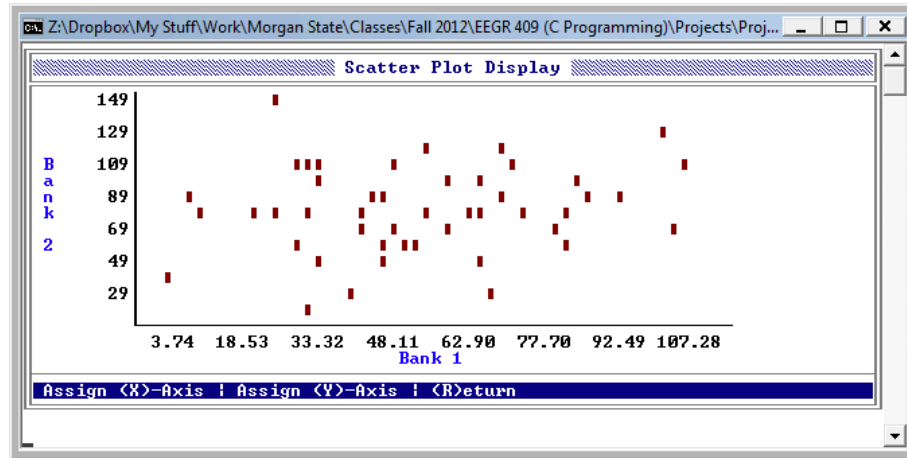 Z:\Dropbox\My Stuff\Work\Morgan State\Classes\Fall 2012\EEGR 409 (C Programming)\Projects\Proj...
Scatter Plot Display
149
129
109
89
69
49
29
Bank 2
3.74 18.53 33.32 48.11 62.90 77.70 92.49 107.28
Bank 1
Assign (X)-Axis ¦ Assign (Y)-Axis ¦ (R)eturn